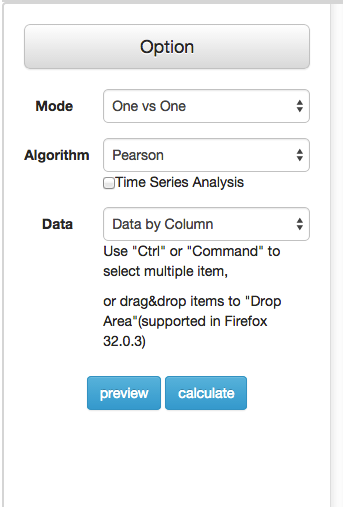 Option
Mode One vs One
Algorithm Pearson
Time Series Analysis
Data Data by Column
Use "Ctrl" or "Command" to
select multiple item,
or drag&drop items to "Drop
Area"(supported in Firefox
32.0.3)
preview calculate